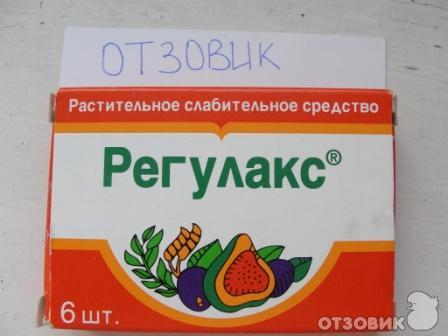 ОТЗОВИК
Растительное слабительное средство
Регулакс®
6 шт.
ОТЗОВИК